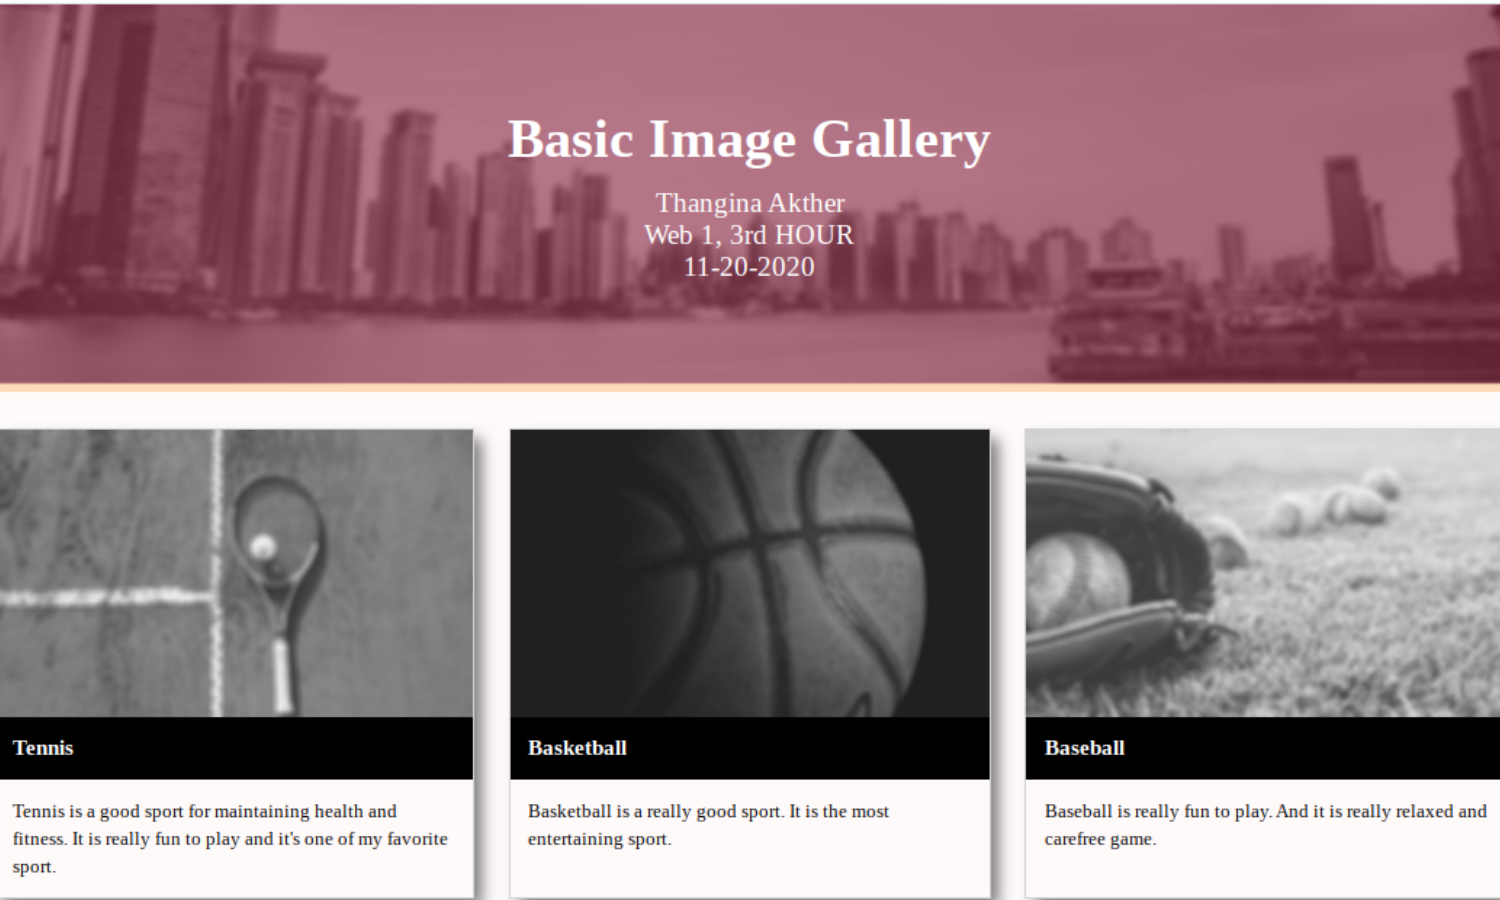 Basic Image Gallery
Thangina Akther
Web 1, 3rd HOUR
11-20-2020
Tennis
Tennis is a good sport for maintaining health and
fitness. It is really fun to play and it's one of my favorite
sport.
Basketball
Basketball is a really good sport. It is the most
entertaining sport.
Baseball
Baseball is really fun to play. And it is really relaxed and
carefree game.